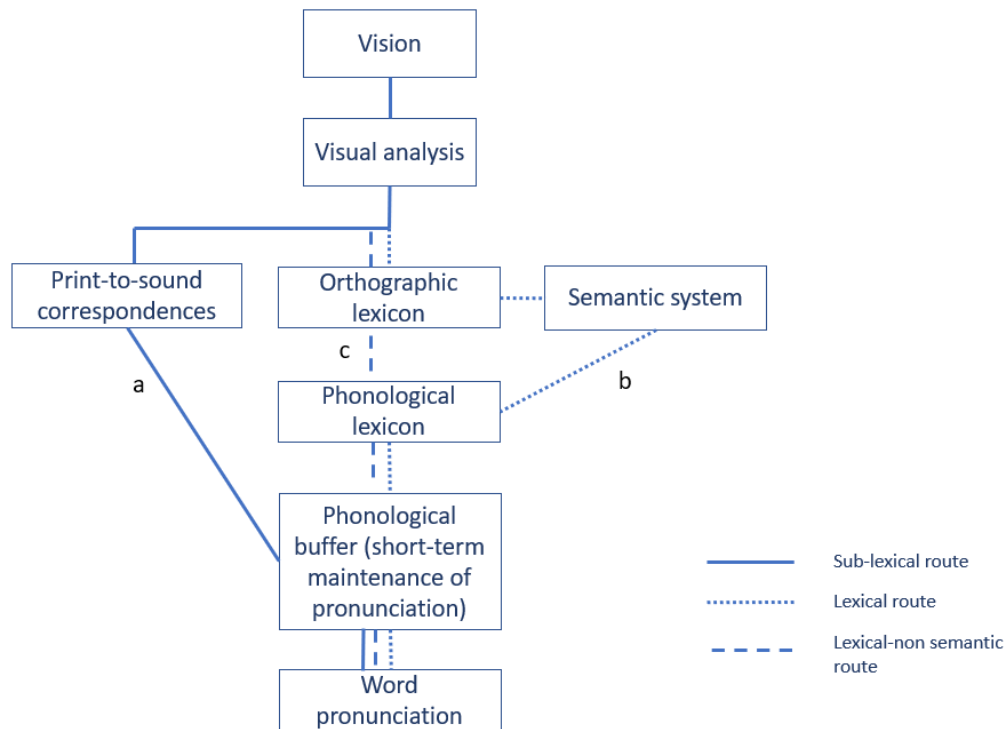 Vision
Visual analysis
Print-to-sound
correspondences
Orthographic
lexicon
Semantic system
c
a
b
Phonological
lexicon
Phonological
buffer (short-term
maintenance of
pronunciation)
Word
pronunciation
Sub-lexical route
Lexical route
Lexical-non semantic
route